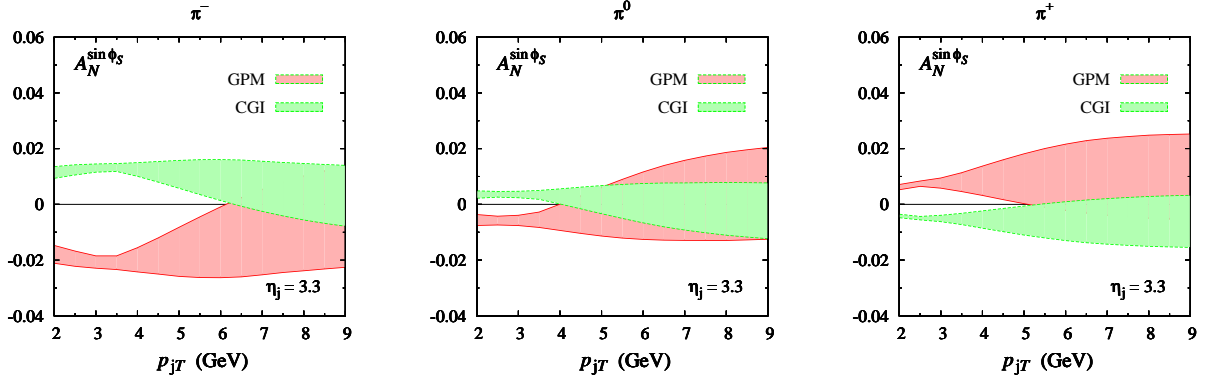 π⁻
0.06
0.04
0.02
0
-0.02
-0.04
A_N^{sin ϕ_S}
GPM
CGI
η_j = 3.3
2 3 4 5 6 7 8 9
p_{jT} (GeV)
π⁰
0.06
0.04
0.02
0
-0.02
-0.04
A_N^{sin ϕ_S}
GPM
CGI
η_j = 3.3
2 3 4 5 6 7 8 9
p_{jT} (GeV)
π⁺
0.06
0.04
0.02
0
-0.02
-0.04
A_N^{sin ϕ_S}
GPM
CGI
η_j = 3.3
2 3 4 5 6 7 8 9
p_{jT} (GeV)